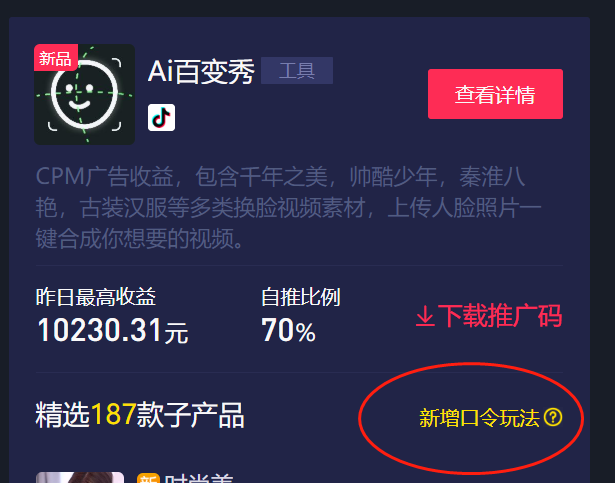 新品
Ai百变秀
工具
查看详情
CPM广告收益，包含千年之美，帅酷少年，秦淮八
艳，古装汉服等多类换脸视频素材，上传人脸照片一
键合成你想要的视频。
昨日最高收益
自推比例
10230.31元
70%
下载推广码
精选187款子产品
新增口令玩法?